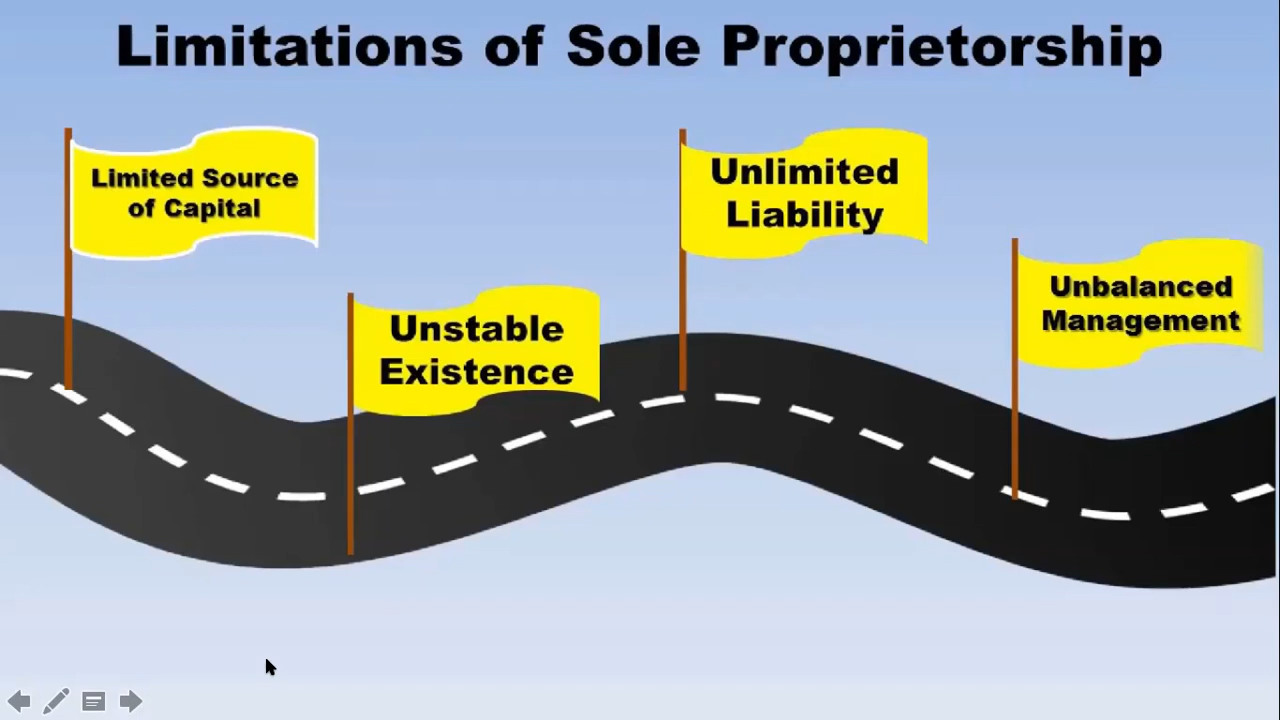 Limitations of Sole Proprietorship
Limited Source
of Capital
Unstable
Existence
Unlimited
Liability
Unbalanced
Management